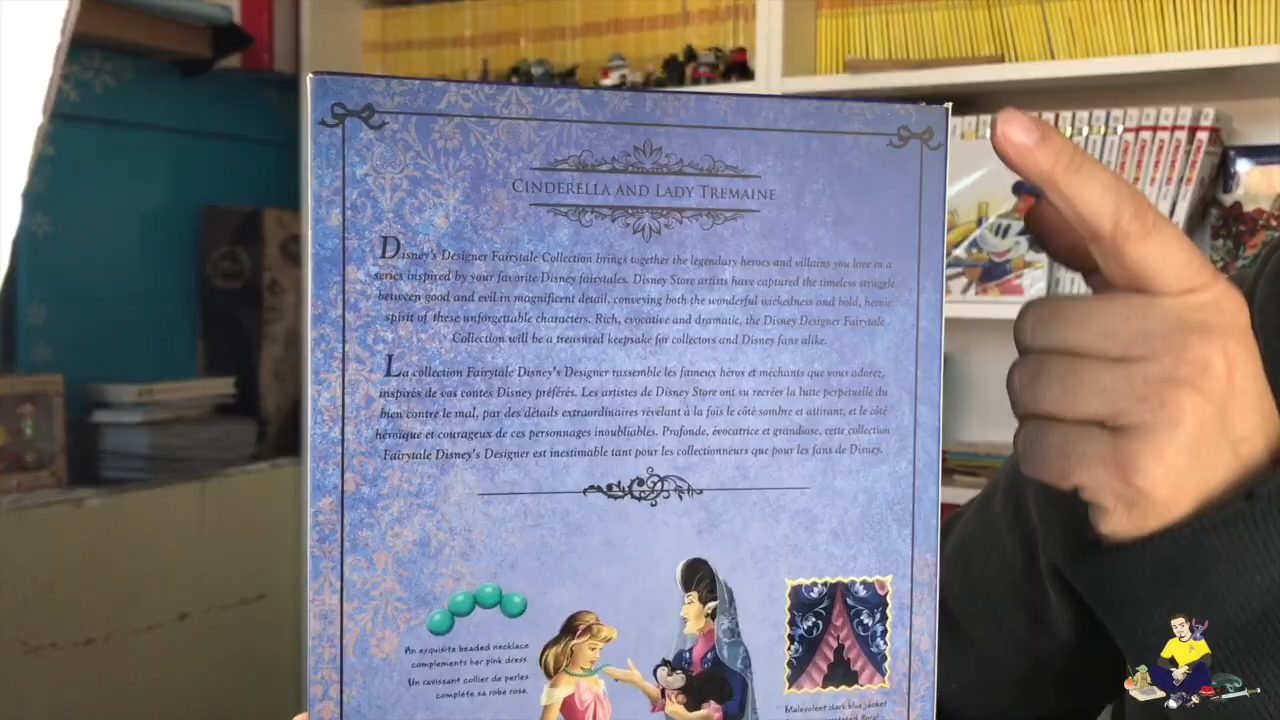 CINDERELLA AND LADY TREMAINE
Disney's Designer Fairytale Collection brings together the legendary heroes and villains you love in a
series inspired by your favorite Disney fairytales. Disney Store artists have captured the timeless struggle
between good and evil in magnificent detail, conveying both the wonderful wickedness and bold, heroic
spirit of these unforgettable characters. Rich, evocative and dramatic, the Disney Designer Fairytale
Collection will be a treasured keepsake for collectors and Disney fans alike.
La collection Fairytale Disney's Designer rassemble les fameux héros et méchants que vous adorez,
inspirés de vos contes Disney préférés. Les artistes de Disney Store ont su recréer la lutte perpétuelle du
bien contre le mal, par des détails extraordinaires révélant à la fois le côté sombre et attirant, et le côté
héroïque et courageux de ces personnages inoubliables. Profonde, évocatrice et grandiose, cette collection
Fairytale Disney's Designer est inestimable tant pour les collectionneurs que pour les fans de Disney.
An exquisite beaded necklace
complements her pink dress.
Un ravissant collier de perles
complète sa robe rose.
Malevolent dark blue jacket